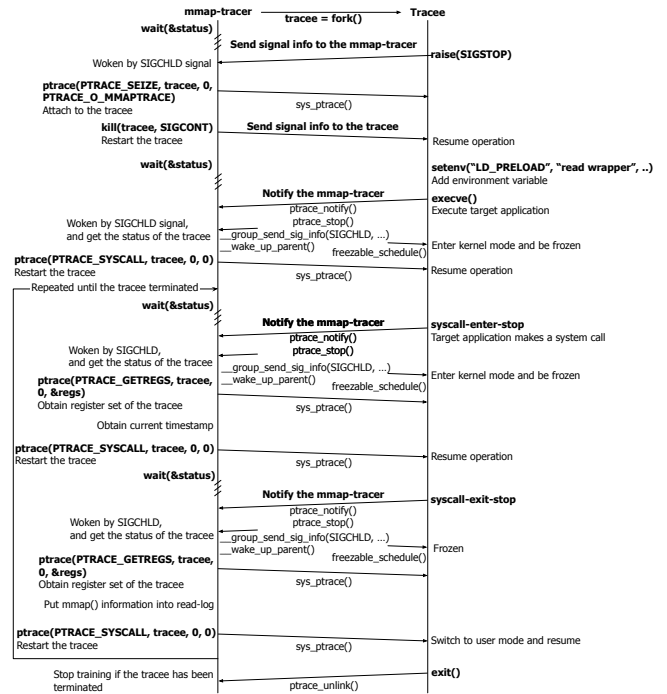 mmap-tracer
tracee = fork()
Tracee
wait(&status)
Send signal info to the mmap-tracer
raise(SIGSTOP)
Woken by SIGCHLD signal
ptrace(PTRACE_SEIZE, tracee, 0,
PTRACE_O_MMAPTRACE)
sys_ptrace()
Attach to the tracee
kill(tracee, SIGCONT)
Send signal info to the tracee
Restart the tracee
Resume operation
wait(&status)
setenv("LD_PRELOAD", "read wrapper", ..)
Add environment variable
Notify the mmap-tracer
execve()
ptrace_notify()
Execute target application
Woken by SIGCHLD signal,
ptrace_stop()
and get the status of the tracee
__group_send_sig_info(SIGCHLD, ...)
__wake_up_parent()
freezable_schedule()
Enter kernel mode and be frozen
ptrace(PTRACE_SYSCALL, tracee, 0, 0)
Restart the tracee
sys_ptrace()
Resume operation
Repeated until the tracee terminated
wait(&status)
Notify the mmap-tracer
syscall-enter-stop
ptrace_notify()
Target application makes a system call
Woken by SIGCHLD,
ptrace_stop()
and get the status of the tracee
__group_send_sig_info(SIGCHLD, ...)
__wake_up_parent()
freezable_schedule()
Enter kernel mode and be frozen
ptrace(PTRACE_GETREGS, tracee,
0, &regs)
Obtain register set of the tracee
sys_ptrace()
Obtain current timestamp
ptrace(PTRACE_SYSCALL, tracee, 0, 0)
Restart the tracee
sys_ptrace()
Resume operation
wait(&status)
Notify the mmap-tracer
syscall-exit-stop
ptrace_notify()
Woken by SIGCHLD,
ptrace_stop()
and get the status of the tracee
__group_send_sig_info(SIGCHLD, ...)
__wake_up_parent()
freezable_schedule()
Frozen
ptrace(PTRACE_GETREGS, tracee,
0, &regs)
Obtain register set of the tracee
sys_ptrace()
Put mmap() information into read-log
ptrace(PTRACE_SYSCALL, tracee, 0, 0)
Restart the tracee
sys_ptrace()
Switch to user mode and resume
Stop training if the tracee has been
terminated
exit()
ptrace_unlink()